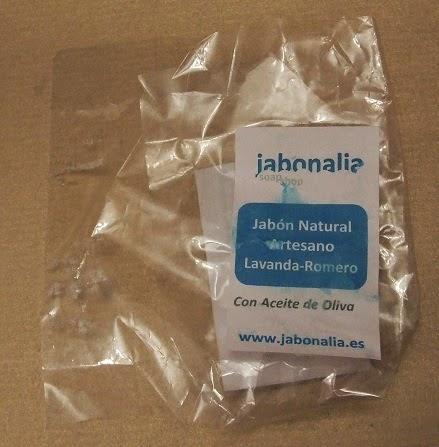 jabonalia
soap shop
Jabón Natural
Artesano
Lavanda-Romero
Con Aceite de Oliva
www.jabonalia.es